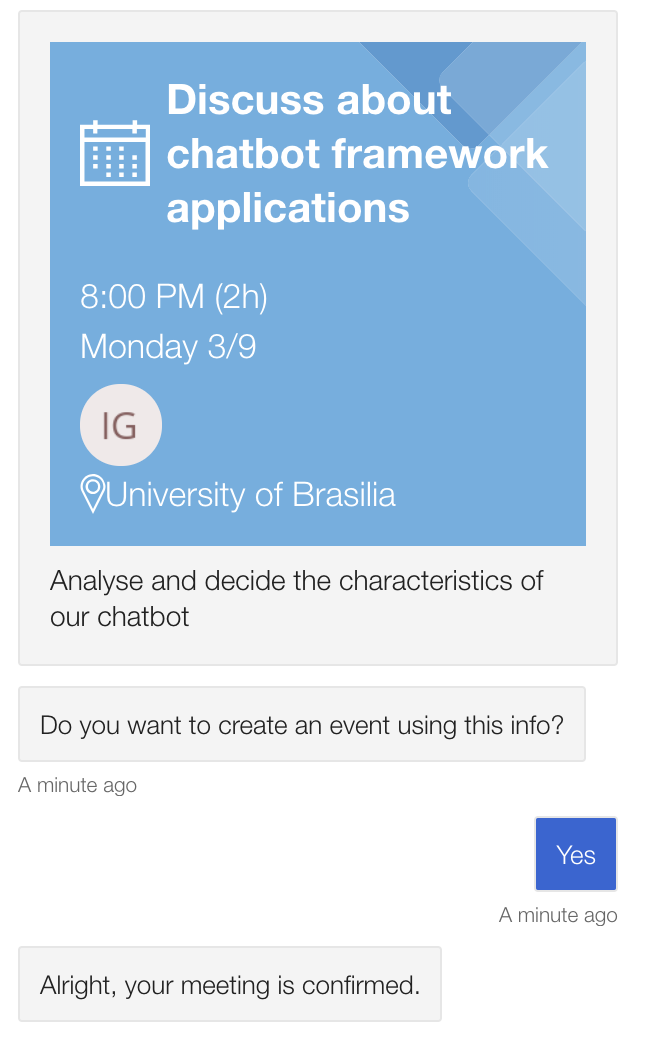 Discuss about
chatbot framework
applications
8:00 PM (2h)
Monday 3/9
IG
University of Brasilia
Analyse and decide the characteristics of
our chatbot
Do you want to create an event using this info?
A minute ago
Yes
A minute ago
Alright, your meeting is confirmed.